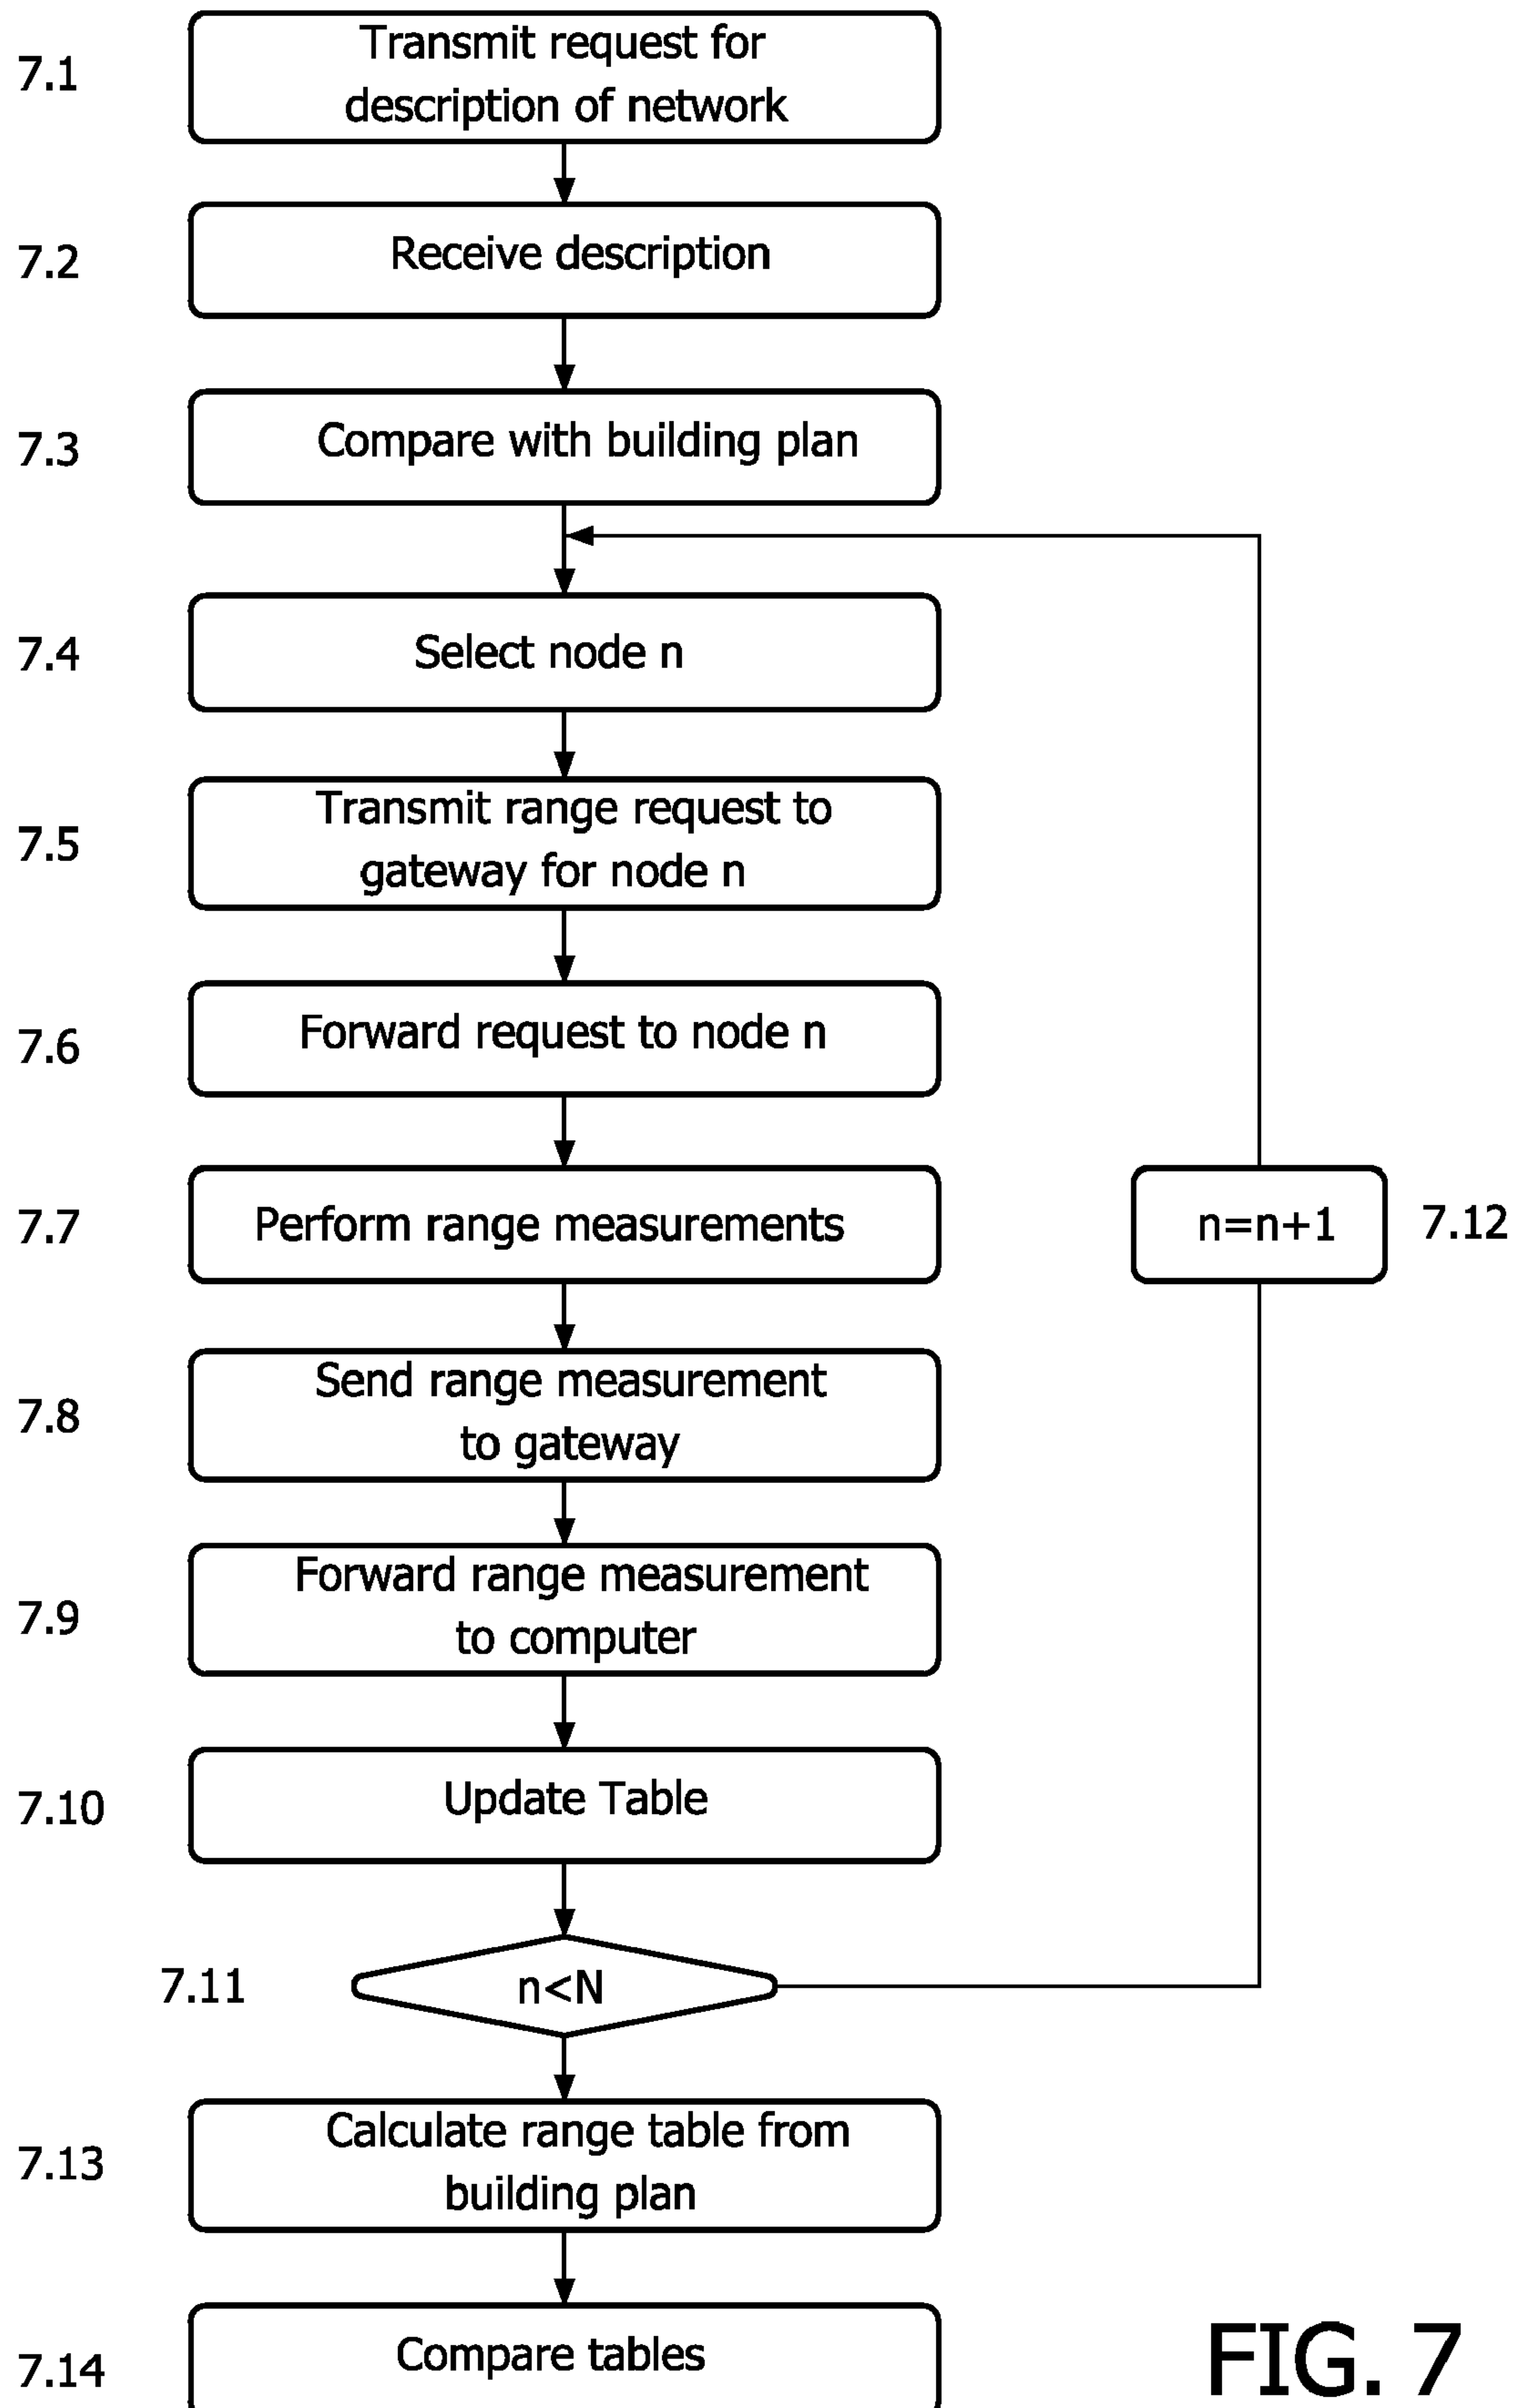 7.1
Transmit request for
description of network
7.2
Receive description
7.3
Compare with building plan
7.4
Select node n
7.5
Transmit range request to
gateway for node n
7.6
Forward request to node n
7.7
Perform range measurements
n=n+1
7.12
7.8
Send range measurement
to gateway
7.9
Forward range measurement
to computer
7.10
Update Table
7.11
n<N
7.13
Calculate range table from
building plan
7.14
Compare tables
FIG. 7